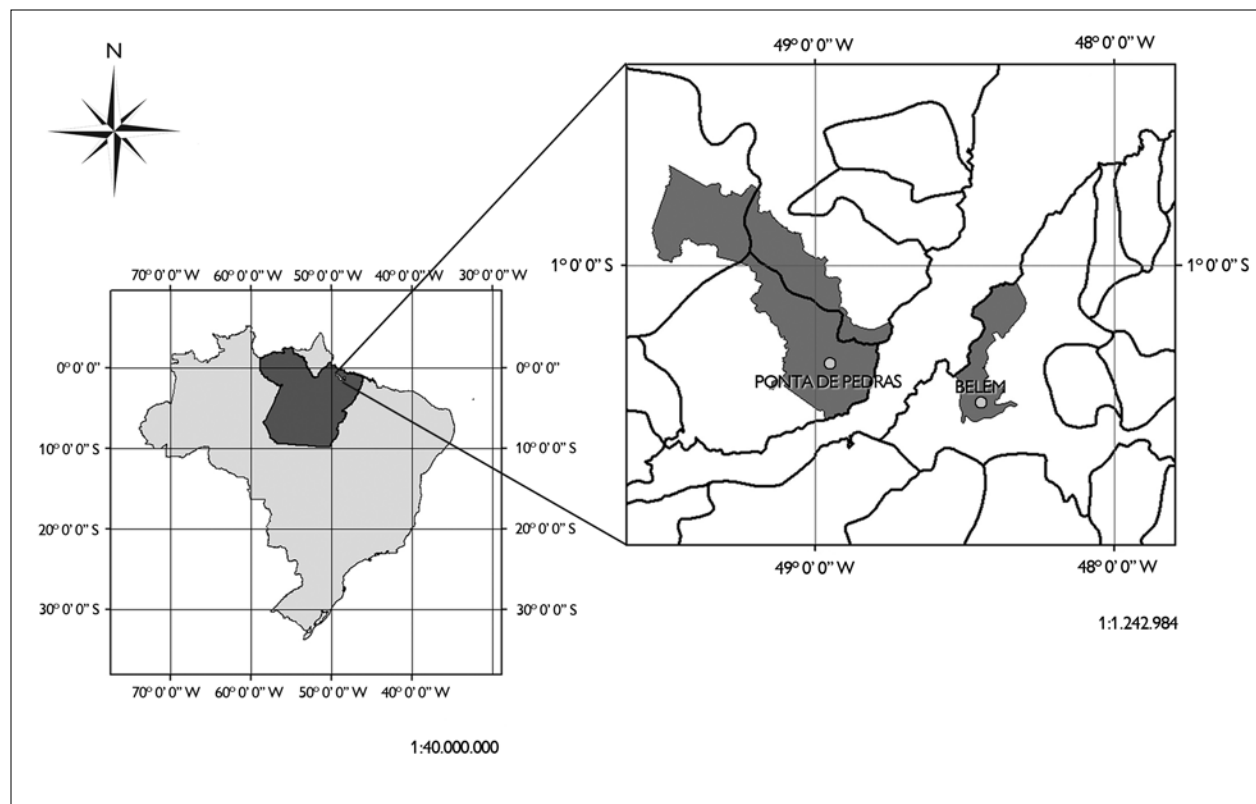 N
49° 0' 0'' W
48° 0' 0'' W
1° 0' 0'' S
1° 0' 0'' S
PONTA DE PEDRAS
BELÉM
49° 0' 0'' W
48° 0' 0'' W
1:1.242.984
70° 0' 0'' W
60° 0' 0'' W
50° 0' 0'' W
40° 0' 0'' W
30° 0' 0'' W
0° 0' 0''
0° 0' 0''
10° 0' 0'' S
10° 0' 0'' S
20° 0' 0'' S
20° 0' 0'' S
30° 0' 0'' S
30° 0' 0'' S
70° 0' 0'' W
60° 0' 0'' W
50° 0' 0'' W
40° 0' 0'' W
1:40.000.000